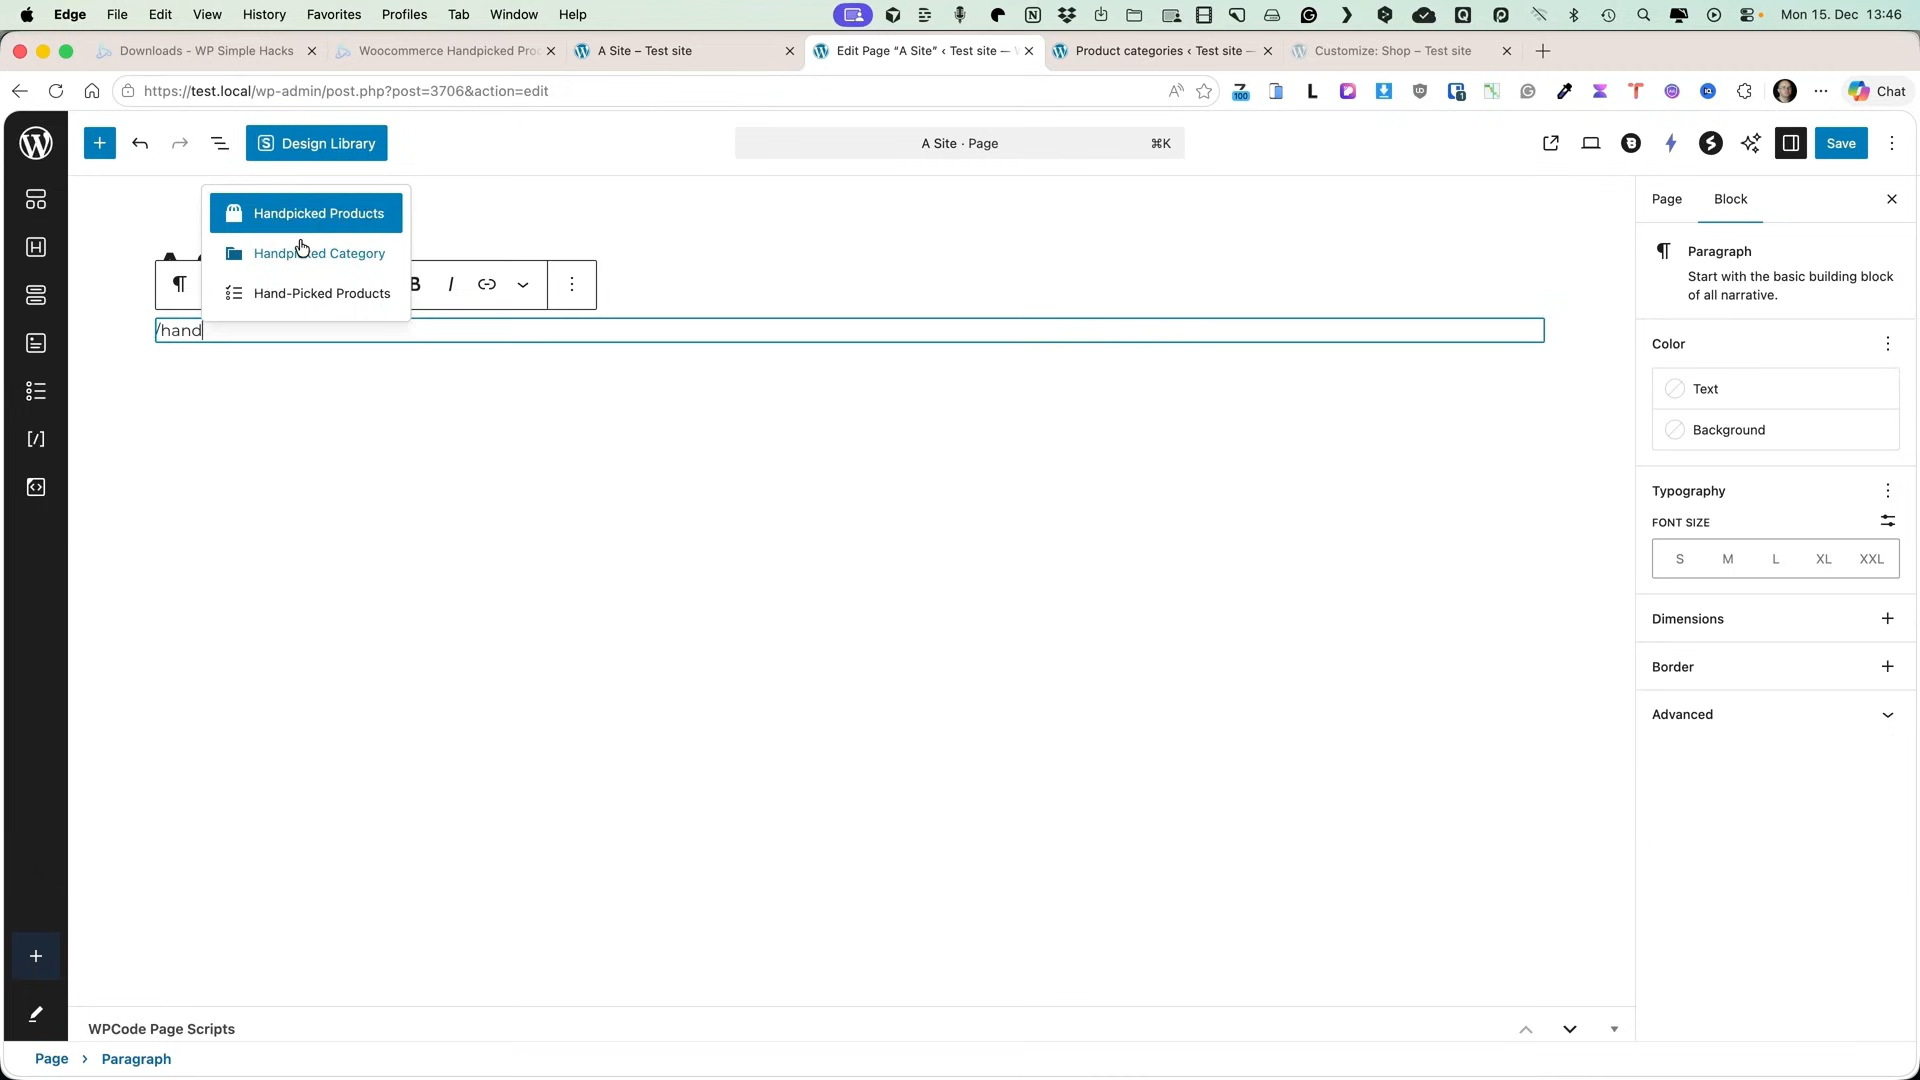 Edge File Edit View History Favorites Profiles Tab Window Help
Mon 15. Dec 13:46
Downloads - WP Simple Hacks
Woocommerce Handpicked Pro
A Site – Test site
Edit Page “A Site” ‹ Test site —
Product categories ‹ Test site —
Customize: Shop – Test site
https://test.local/wp-admin/post.php?post=3706&action=edit
100
1
Chat
Design Library
A Site · Page
⌘K
Save
Handpicked Products
Handpicked Category
Hand-Picked Products
B I
/hand
Page
Block
Paragraph
Start with the basic building block
of all narrative.
Color
Text
Background
Typography
FONT SIZE
S M L XL XXL
Dimensions
Border
Advanced
WPCode Page Scripts
Page › Paragraph